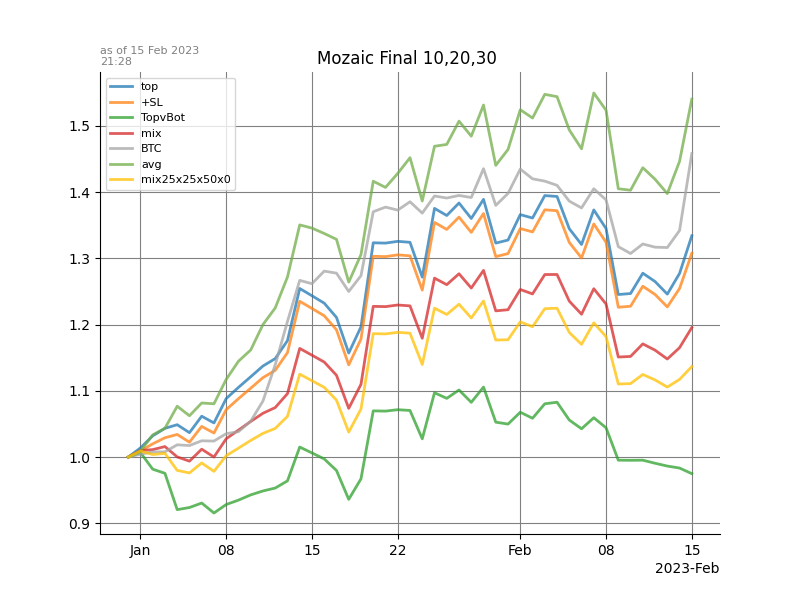 as of 15 Feb 2023
21:28
Mozaic Final 10,20,30
top
+SL
TopvBot
mix
BTC
avg
mix25x25x50x0
1.5
1.4
1.3
1.2
1.1
1.0
0.9
Jan 08 15 22 Feb 08 15
2023-Feb